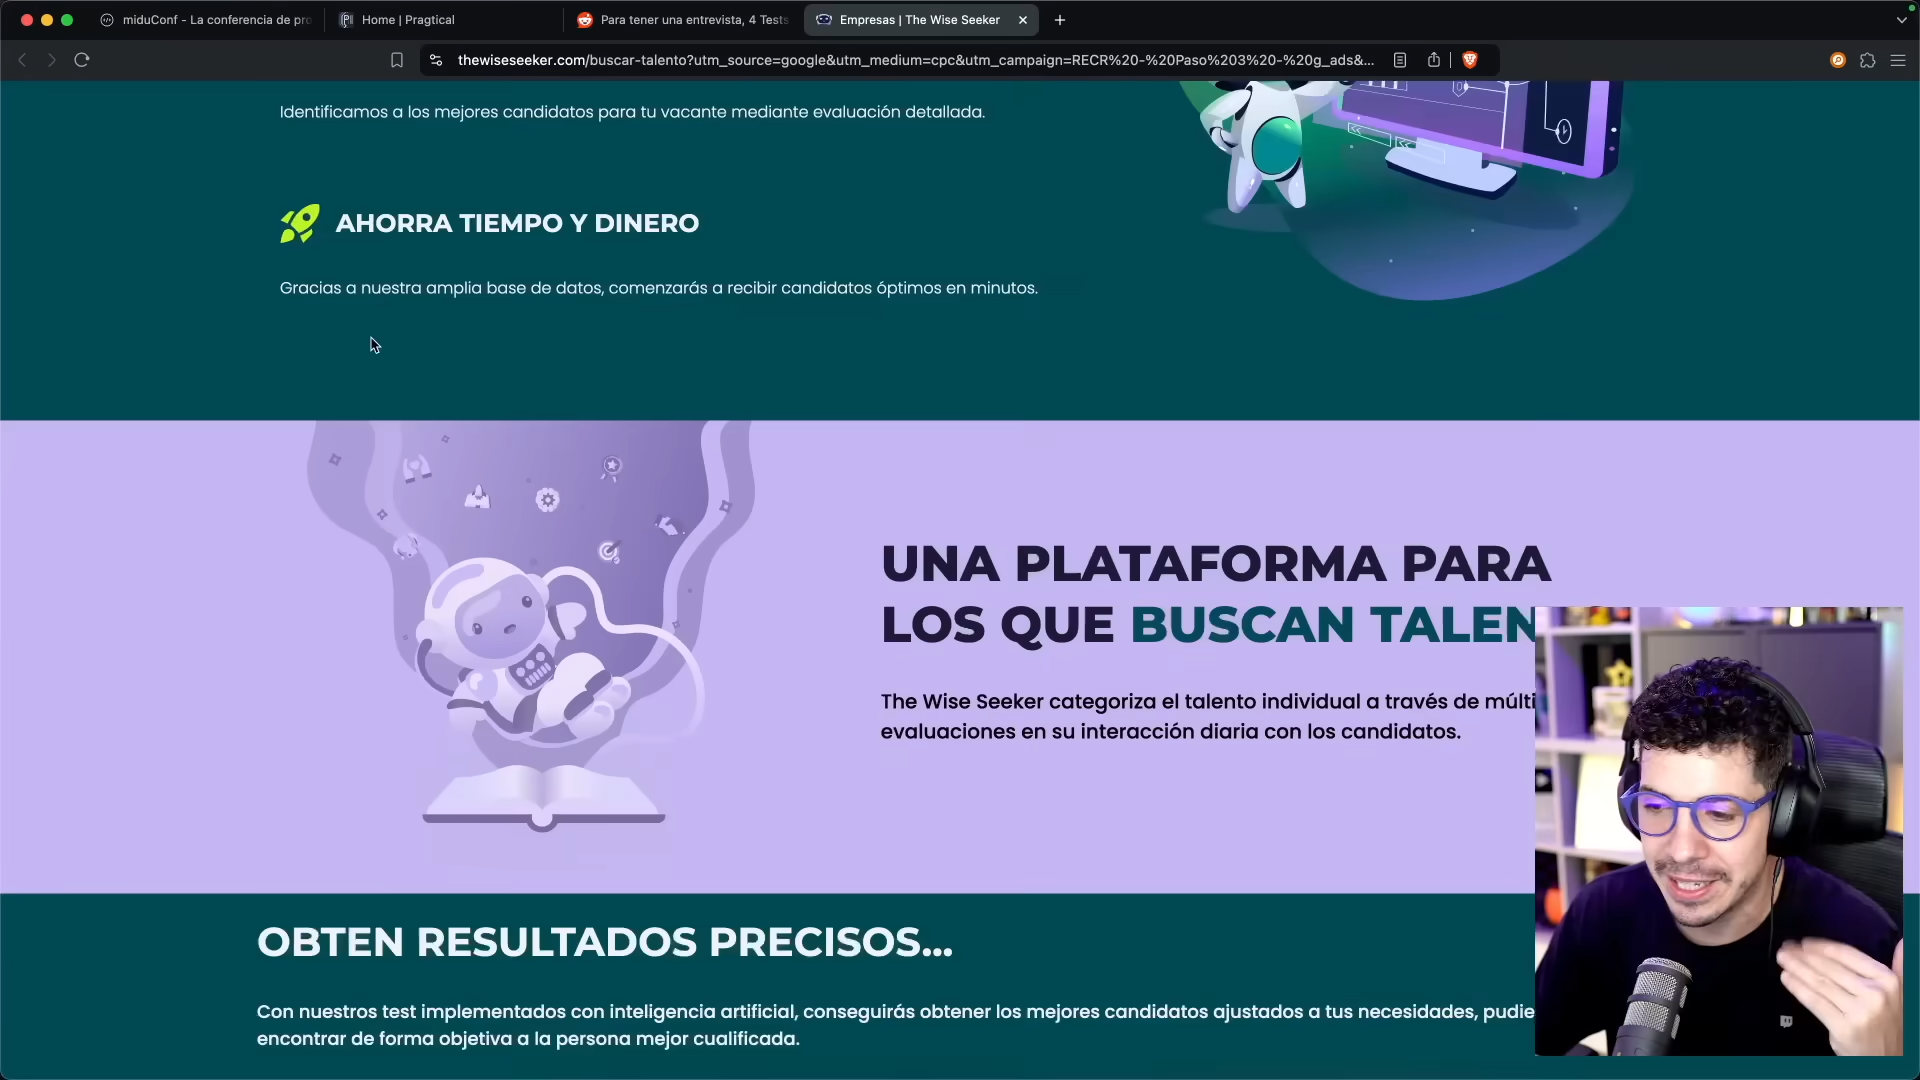 miduConf - La conferencia de pro
Home | Pragtical
Para tener una entrevista, 4 Tests
Empresas | The Wise Seeker
thewiseseeker.com/buscar-talento?utm_source=google&utm_medium=cpc&utm_campaign=RECR%20-%20Paso%203%20-%20g_ads&...
Identificamos a los mejores candidatos para tu vacante mediante evaluación detallada.
AHORRA TIEMPO Y DINERO
Gracias a nuestra amplia base de datos, comenzarás a recibir candidatos óptimos en minutos.
UNA PLATAFORMA PARA
LOS QUE BUSCAN TALEN
The Wise Seeker categoriza el talento individual a través de múlti
evaluaciones en su interacción diaria con los candidatos.
OBTEN RESULTADOS PRECISOS...
Con nuestros test implementados con inteligencia artificial, conseguirás obtener los mejores candidatos ajustados a tus necesidades, pudie
encontrar de forma objetiva a la persona mejor cualificada.